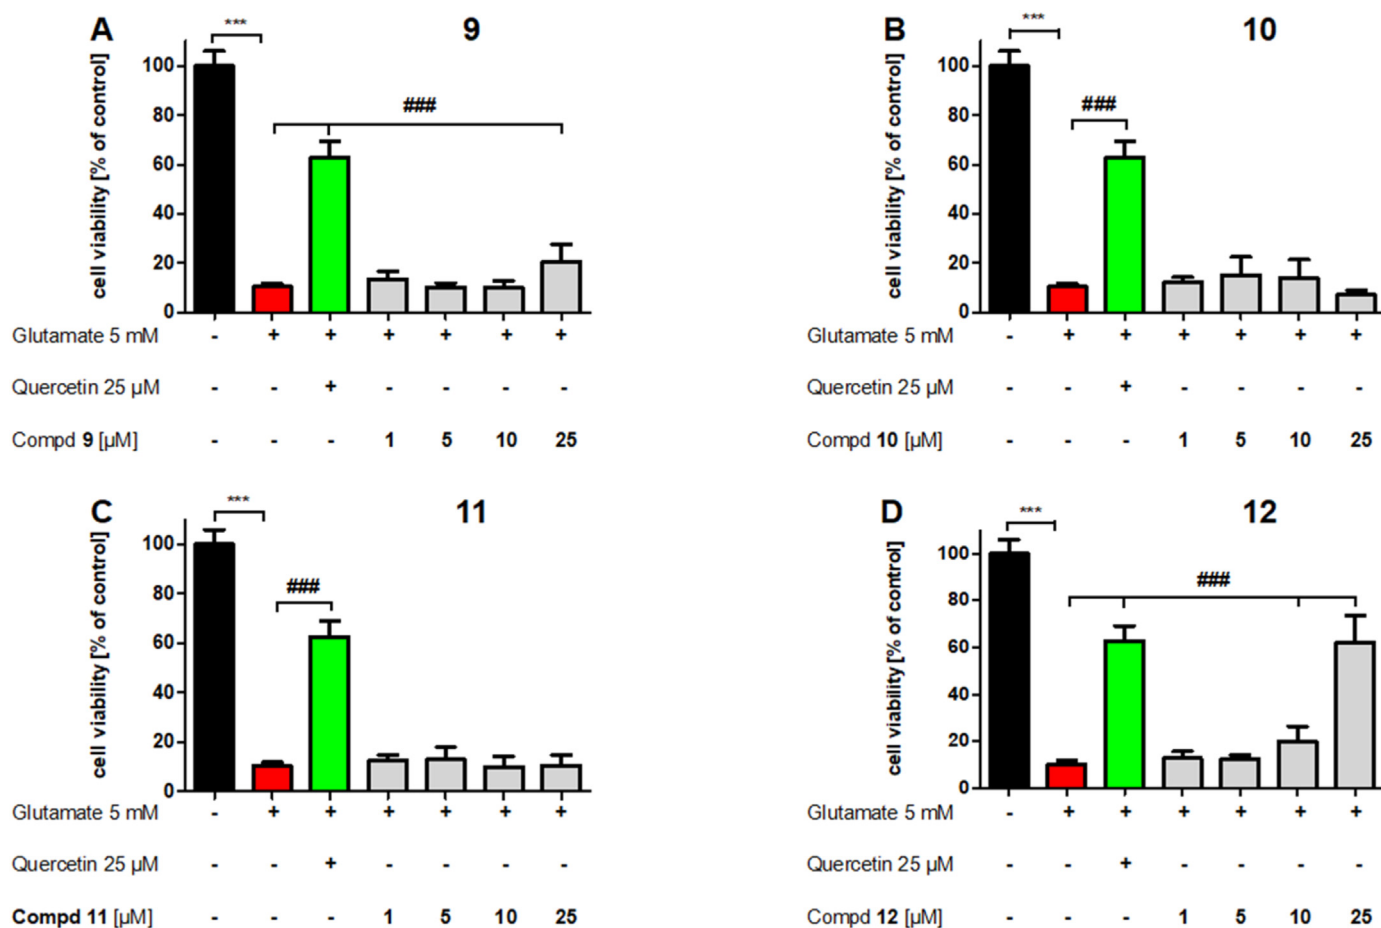 A
9
***
###
cell viability [% of control]
100
80
60
40
20
0
Glutamate 5 mM - + + + + + +
Quercetin 25 µM - - + - - - -
Compd 9 [µM] - - - 1 5 10 25
B
10
***
###
cell viability [% of control]
100
80
60
40
20
0
Glutamate 5 mM - + + + + + +
Quercetin 25 µM - - + - - - -
Compd 10 [µM] - - - 1 5 10 25
C
11
***
###
cell viability [% of control]
100
80
60
40
20
0
Glutamate 5 mM - + + + + + +
Quercetin 25 µM - - + - - - -
Compd 11 [µM] - - - 1 5 10 25
D
12
***
###
cell viability [% of control]
100
80
60
40
20
0
Glutamate 5 mM - + + + + + +
Quercetin 25 µM - - + - - - -
Compd 12 [µM] - - - 1 5 10 25